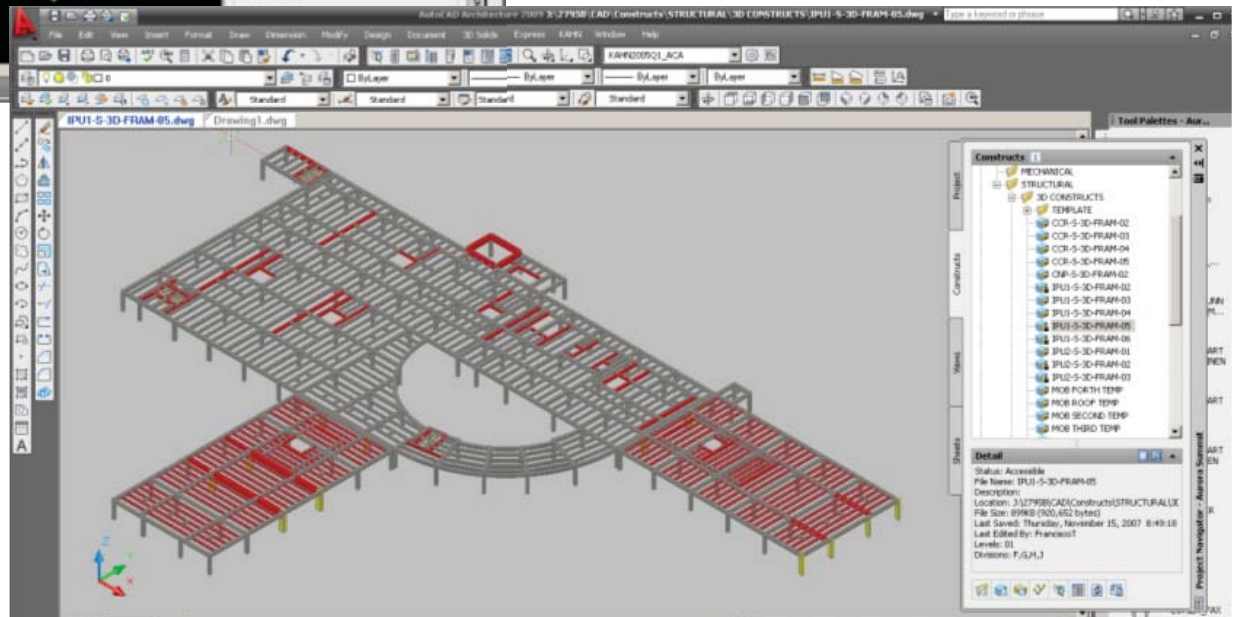 AutoCAD Architecture 2009 J:\27958\CAD\Constructs\STRUCTURAL\3D CONSTRUCTS\IPU1-S-3D-FRAM-05.dwg
Type a keyword or phrase
File Edit View Insert Format Draw Dimension Modify Design Document 3D Solids Express KAHN Window Help
KAHN2005Q1_ACA
0 ByLayer ByLayer ByLayer ByLayer
Standard Standard Standard Standard
IPU1-S-3D-FRAM-05.dwg Drawing1.dwg
Tool Palettes - Aur...
Constructs
MECHANICAL
STRUCTURAL
3D CONSTRUCTS
TEMPLATE
CCR-S-3D-FRAM-02
CCR-S-3D-FRAM-03
CCR-S-3D-FRAM-04
CCR-S-3D-FRAM-05
CNP-S-3D-FRAM-02
IPU1-S-3D-FRAM-02
IPU1-S-3D-FRAM-03
IPU1-S-3D-FRAM-04
IPU1-S-3D-FRAM-05
IPU1-S-3D-FRAM-06
IPU2-S-3D-FRAM-01
IPU2-S-3D-FRAM-02
IPU2-S-3D-FRAM-03
MOB FORTH TEMP
MOB ROOF TEMP
MOB SECOND TEMP
MOB THIRD TEMP
Project
Constructs
Views
Sheets
Detail
Status: Accessible
File Name: IPU1-S-3D-FRAM-05
Description:
Location: J:\27958\CAD\Constructs\STRUCTURAL\3D
File Size: 899KB (920,652 bytes)
Last Saved: Thursday, November 15, 2007 8:49:18
Last Edited By: FranciscoT
Levels: 01
Divisions: F,G,H,J
Project Navigator - Aurora Summit
Z
Y
X
A